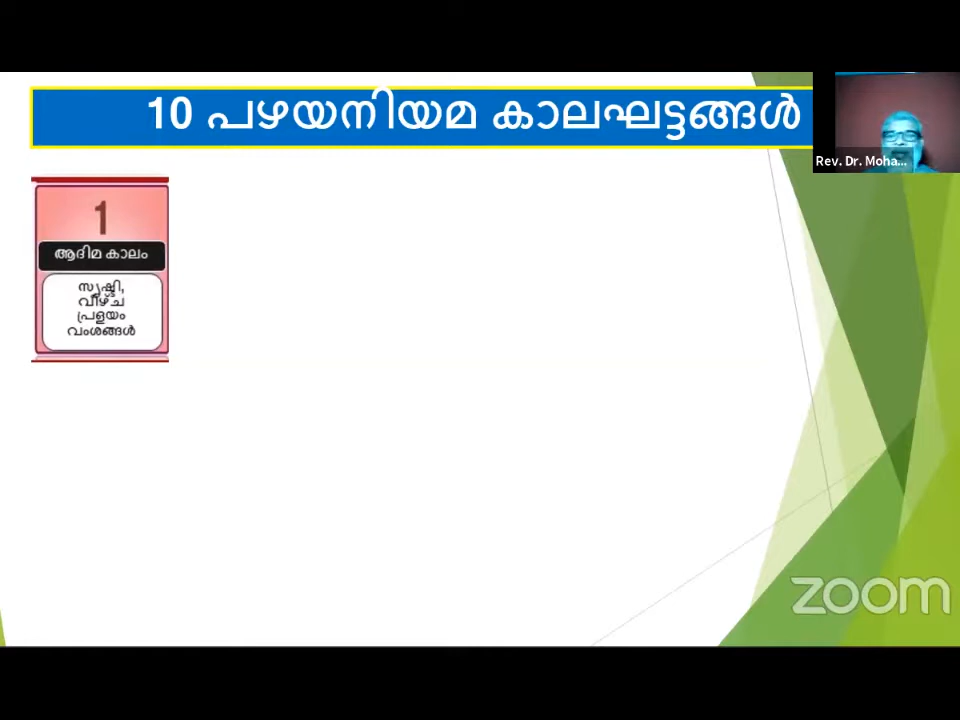 10 പഴയനിയമ കാലഘട്ടങ്ങൾ
Rev. Dr. Moha...
1
ആദിമ കാലം
സൃഷ്ടി,
വീഴ്ച
പ്രളയം
വംശങ്ങൾ
zoom